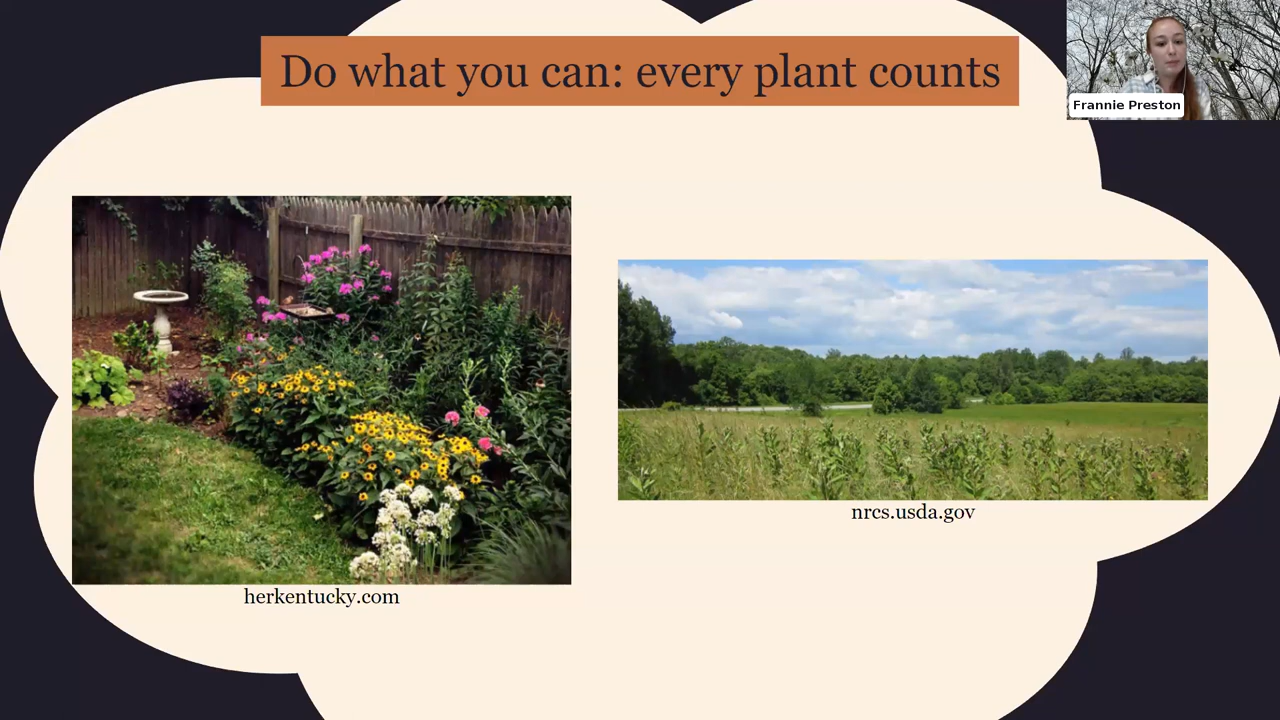 Do what you can: every plant counts
Frannie Preston
nrcs.usda.gov
herkentucky.com